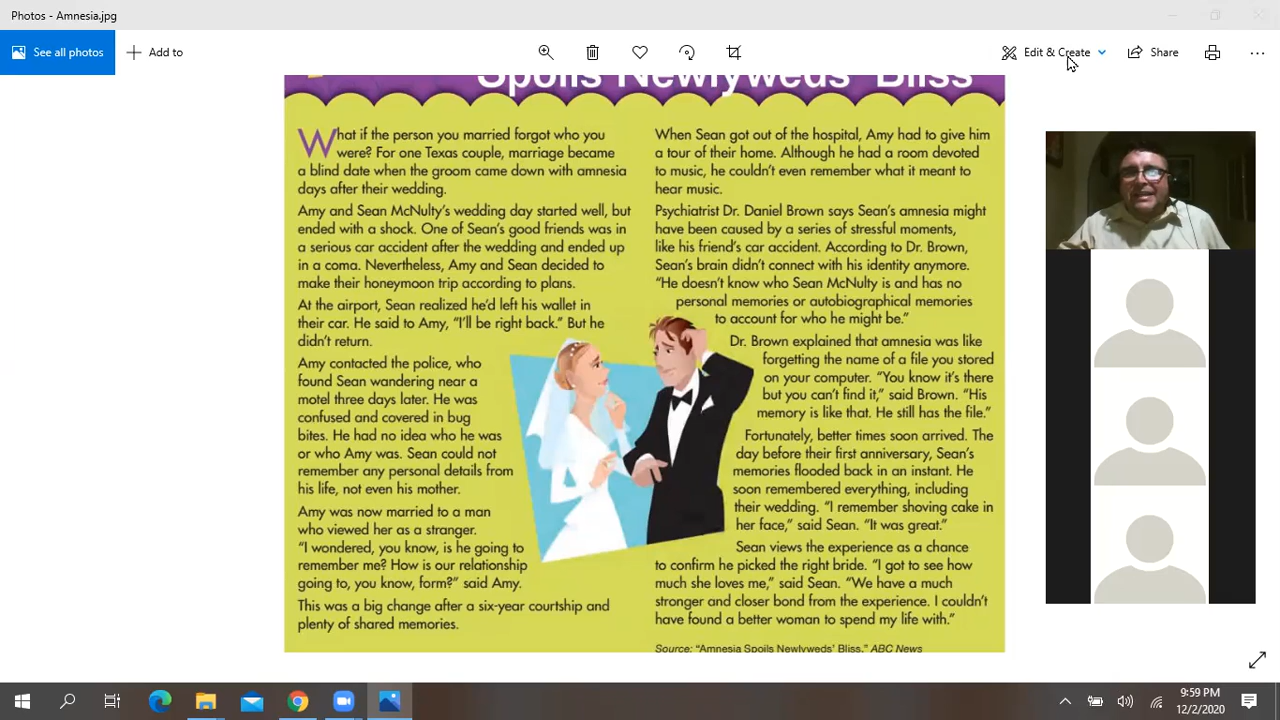 Photos - Amnesia.jpg
See all photos
Add to
Edit & Create
Share
Spoils Newlyweds' Bliss
What if the person you married forgot who you
were? For one Texas couple, marriage became
a blind date when the groom came down with amnesia
days after their wedding.
Amy and Sean McNulty's wedding day started well, but
ended with a shock. One of Sean's good friends was in
a serious car accident after the wedding and ended up
in a coma. Nevertheless, Amy and Sean decided to
make their honeymoon trip according to plans.
At the airport, Sean realized he'd left his wallet in
their car. He said to Amy, "I'll be right back." But he
didn't return.
Amy contacted the police, who
found Sean wandering near a
motel three days later. He was
confused and covered in bug
bites. He had no idea who he was
or who Amy was. Sean could not
remember any personal details from
his life, not even his mother.
Amy was now married to a man
who viewed her as a stranger.
"I wondered, you know, is he going to
remember me? How is our relationship
going to, you know, form?" said Amy.
This was a big change after a six-year courtship and
plenty of shared memories.
When Sean got out of the hospital, Amy had to give him
a tour of their home. Although he had a room devoted
to music, he couldn't even remember what it meant to
hear music.
Psychiatrist Dr. Daniel Brown says Sean's amnesia might
have been caused by a series of stressful moments,
like his friend's car accident. According to Dr. Brown,
Sean's brain didn't connect with his identity anymore.
"He doesn't know who Sean McNulty is and has no
personal memories or autobiographical memories
to account for who he might be."
Dr. Brown explained that amnesia was like
forgetting the name of a file you stored
on your computer. "You know it's there
but you can't find it," said Brown. "His
memory is like that. He still has the file."
Fortunately, better times soon arrived. The
day before their first anniversary, Sean's
memories flooded back in an instant. He
soon remembered everything, including
their wedding. "I remember shoving cake in
her face," said Sean. "It was great."
Sean views the experience as a chance
to confirm he picked the right bride. "I got to see how
much she loves me," said Sean. "We have a much
stronger and closer bond from the experience. I couldn't
have found a better woman to spend my life with."
Source: "Amnesia Spoils Newlyweds' Bliss," ABC News
9:59 PM
12/2/2020